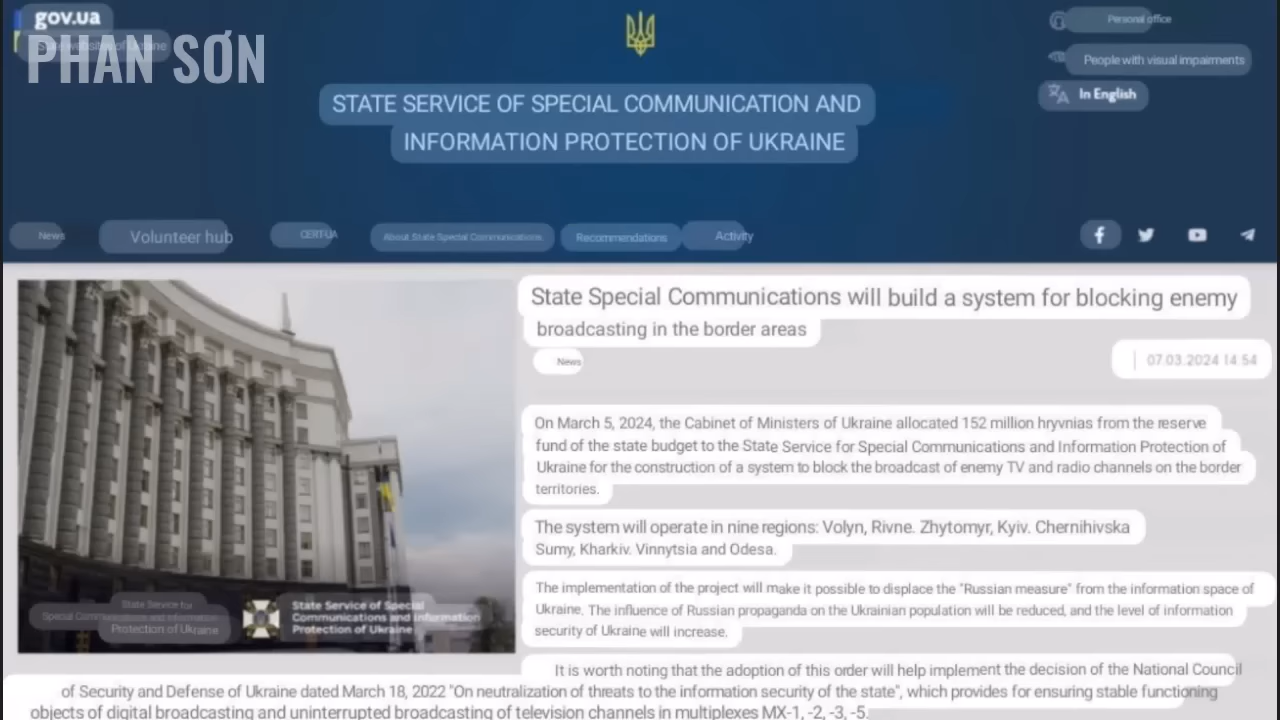 gov.ua
State websites of Ukraine
PHAN SƠN
Personal office
People with visual impairments
In English
STATE SERVICE OF SPECIAL COMMUNICATION AND
INFORMATION PROTECTION OF UKRAINE
News
Volunteer hub
CERT-UA
About State Special Communications.
Recommendations
Activity
State Special Communications will build a system for blocking enemy
broadcasting in the border areas
News
07.03.2024 14 54
On March 5, 2024, the Cabinet of Ministers of Ukraine allocated 152 million hryvnias from the reserve
fund of the state budget to the State Service for Special Communications and Information Protection of
Ukraine for the construction of a system to block the broadcast of enemy TV and radio channels on the border
territories.
The system will operate in nine regions: Volyn, Rivne. Zhytomyr, Kyiv. Chernihivska
Sumy, Kharkiv. Vinnytsia and Odesa.
The implementation of the project will make it possible to displace the "Russian measure" from the information space of
Ukraine. The influence of Russian propaganda on the Ukrainian population will be reduced, and the level of information
security of Ukraine will increase.
State Service for
Special Communications and Information
Protection of Ukraine
State Service of Special
Communications and Information
Protection of Ukraine
It is worth noting that the adoption of this order will help implement the decision of the National Council
of Security and Defense of Ukraine dated March 18, 2022 "On neutralization of threats to the information security of the state", which provides for ensuring stable functioning
objects of digital broadcasting and uninterrupted broadcasting of television channels in multiplexes MX-1, -2, -3, -5.